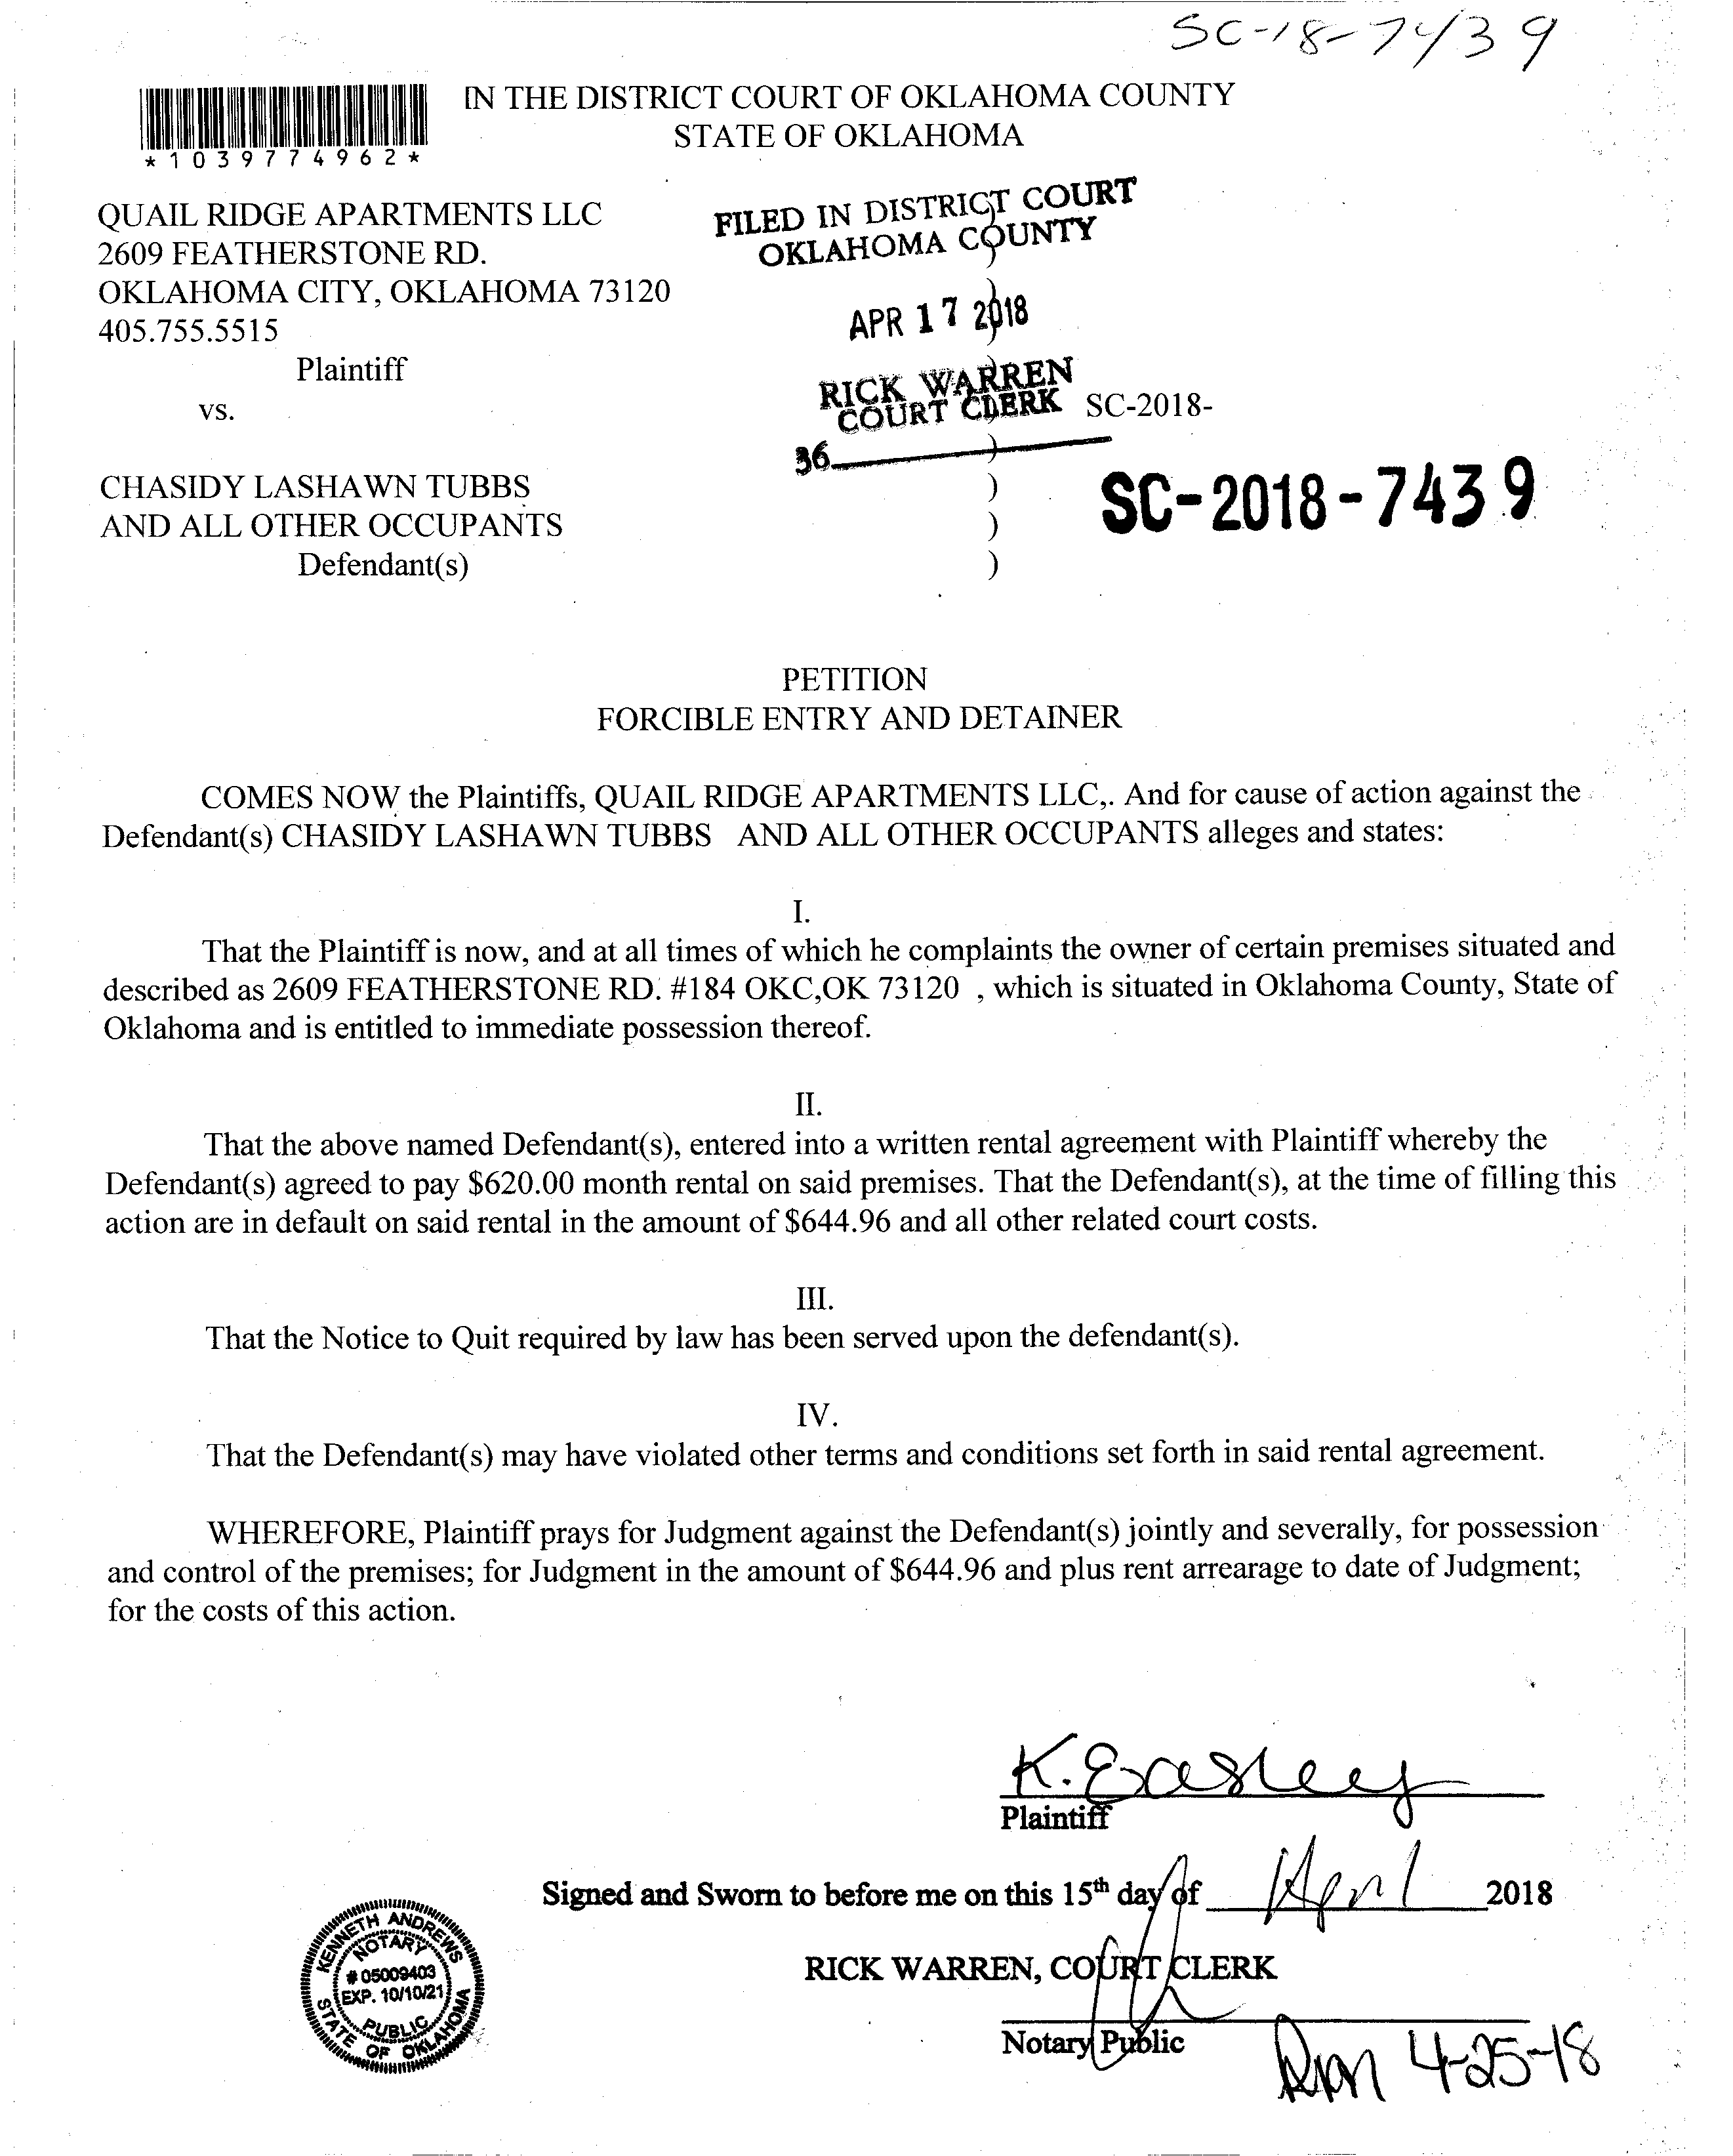 SC-18-7439
IN THE DISTRICT COURT OF OKLAHOMA COUNTY
STATE OF OKLAHOMA
*1039774962*
QUAIL RIDGE APARTMENTS LLC
2609 FEATHERSTONE RD.
OKLAHOMA CITY, OKLAHOMA 73120
405.755.5515
Plaintiff
vs.
FILED IN DISTRICT COURT
OKLAHOMA COUNTY
)
APR 17 2018
)
RICK WARREN
COURT CLERK
)
SC-2018-
36
)
CHASIDY LASHAWN TUBBS )
AND ALL OTHER OCCUPANTS )
Defendant(s) )
SC-2018-7439
PETITION
FORCIBLE ENTRY AND DETAINER
COMES NOW the Plaintiffs, QUAIL RIDGE APARTMENTS LLC,. And for cause of action against the
Defendant(s) CHASIDY LASHAWN TUBBS AND ALL OTHER OCCUPANTS alleges and states:
I.
That the Plaintiff is now, and at all times of which he complaints the owner of certain premises situated and
described as 2609 FEATHERSTONE RD. #184 OKC,OK 73120 , which is situated in Oklahoma County, State of
Oklahoma and is entitled to immediate possession thereof.
II.
That the above named Defendant(s), entered into a written rental agreement with Plaintiff whereby the
Defendant(s) agreed to pay $620.00 month rental on said premises. That the Defendant(s), at the time of filling this
action are in default on said rental in the amount of $644.96 and all other related court costs.
III.
That the Notice to Quit required by law has been served upon the defendant(s).
IV.
That the Defendant(s) may have violated other terms and conditions set forth in said rental agreement.
WHEREFORE, Plaintiff prays for Judgment against the Defendant(s) jointly and severally, for possession
and control of the premises; for Judgment in the amount of $644.96 and plus rent arrearage to date of Judgment;
for the costs of this action.
K. Easley
Plaintiff
Signed and Sworn to before me on this 15th day of April 2018
RICK WARREN, COURT CLERK
Notary Public
KENNETH ANDREWS
NOTARY
# 05009403
EXP. 10/10/21
PUBLIC
STATE OF OKLAHOMA
4-25-18